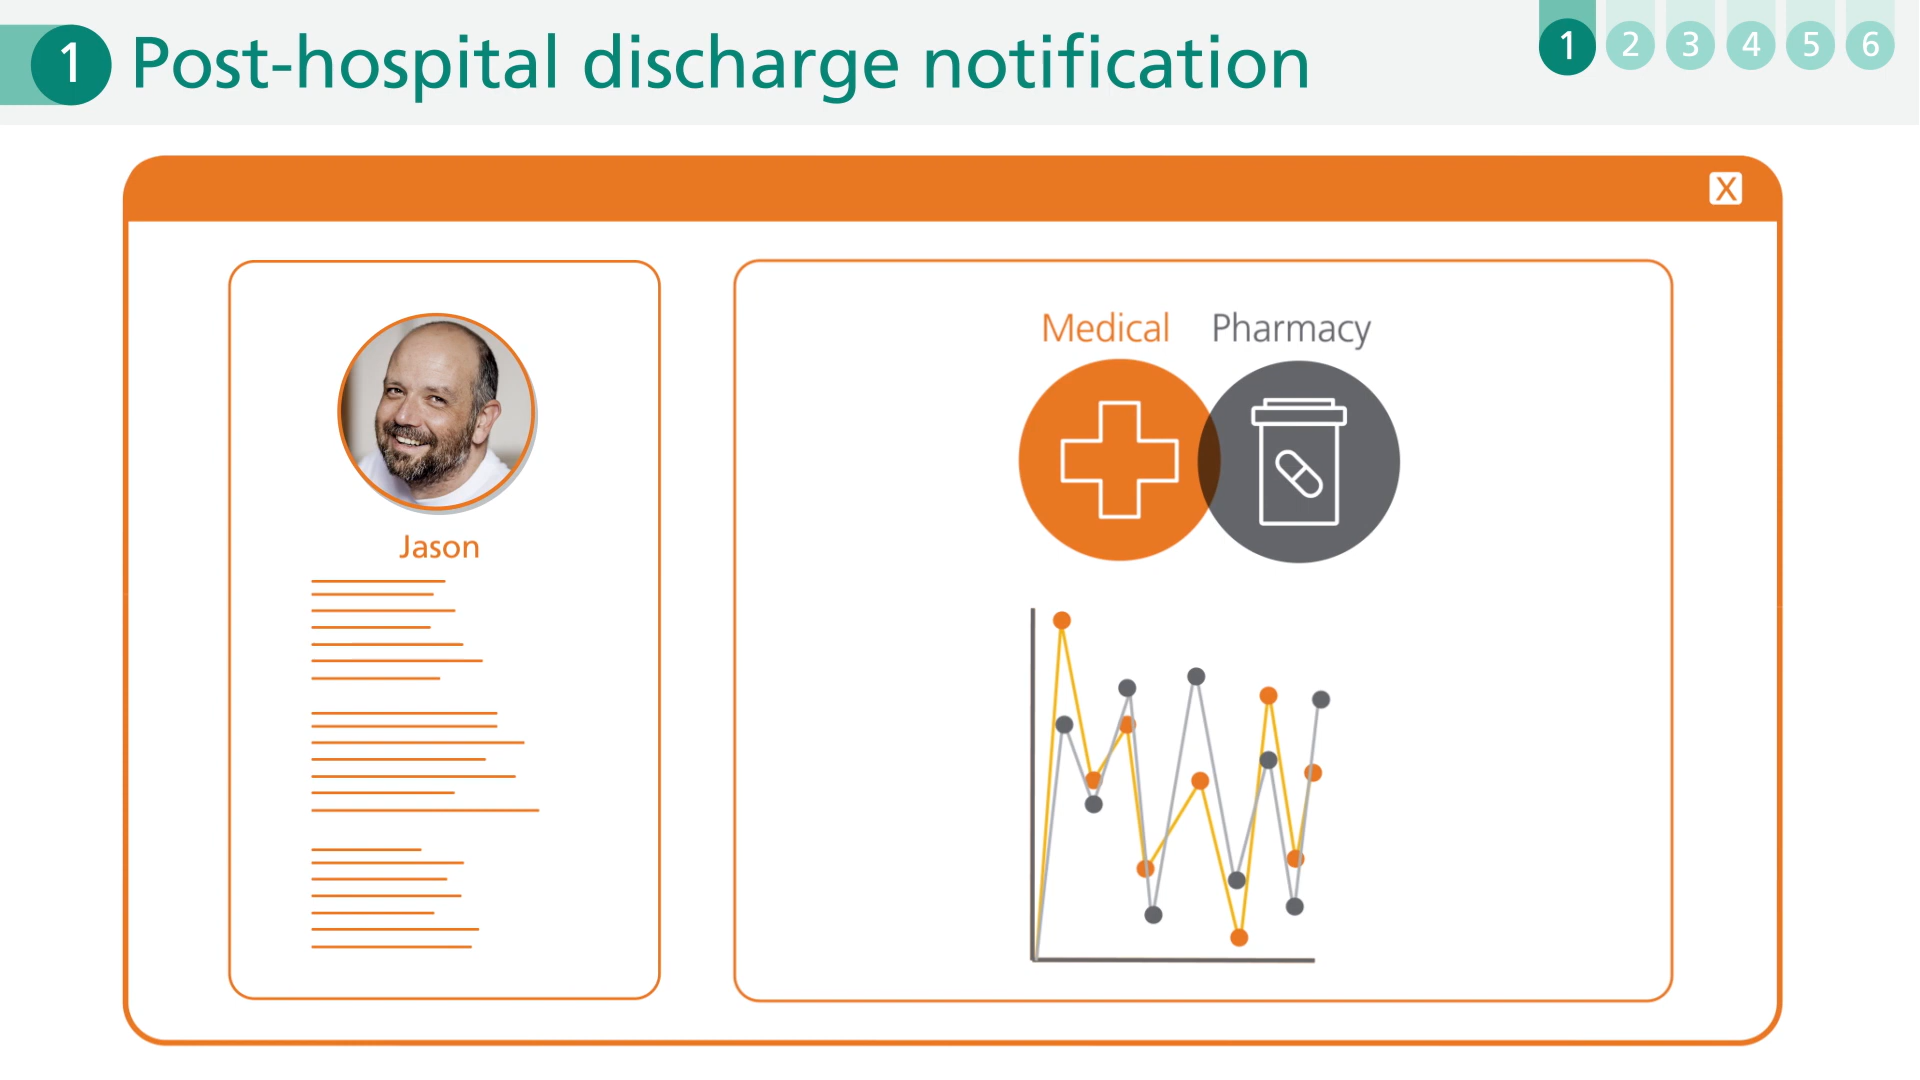 1 Post-hospital discharge notification
1 2 3 4 5 6
X
Jason
Medical Pharmacy